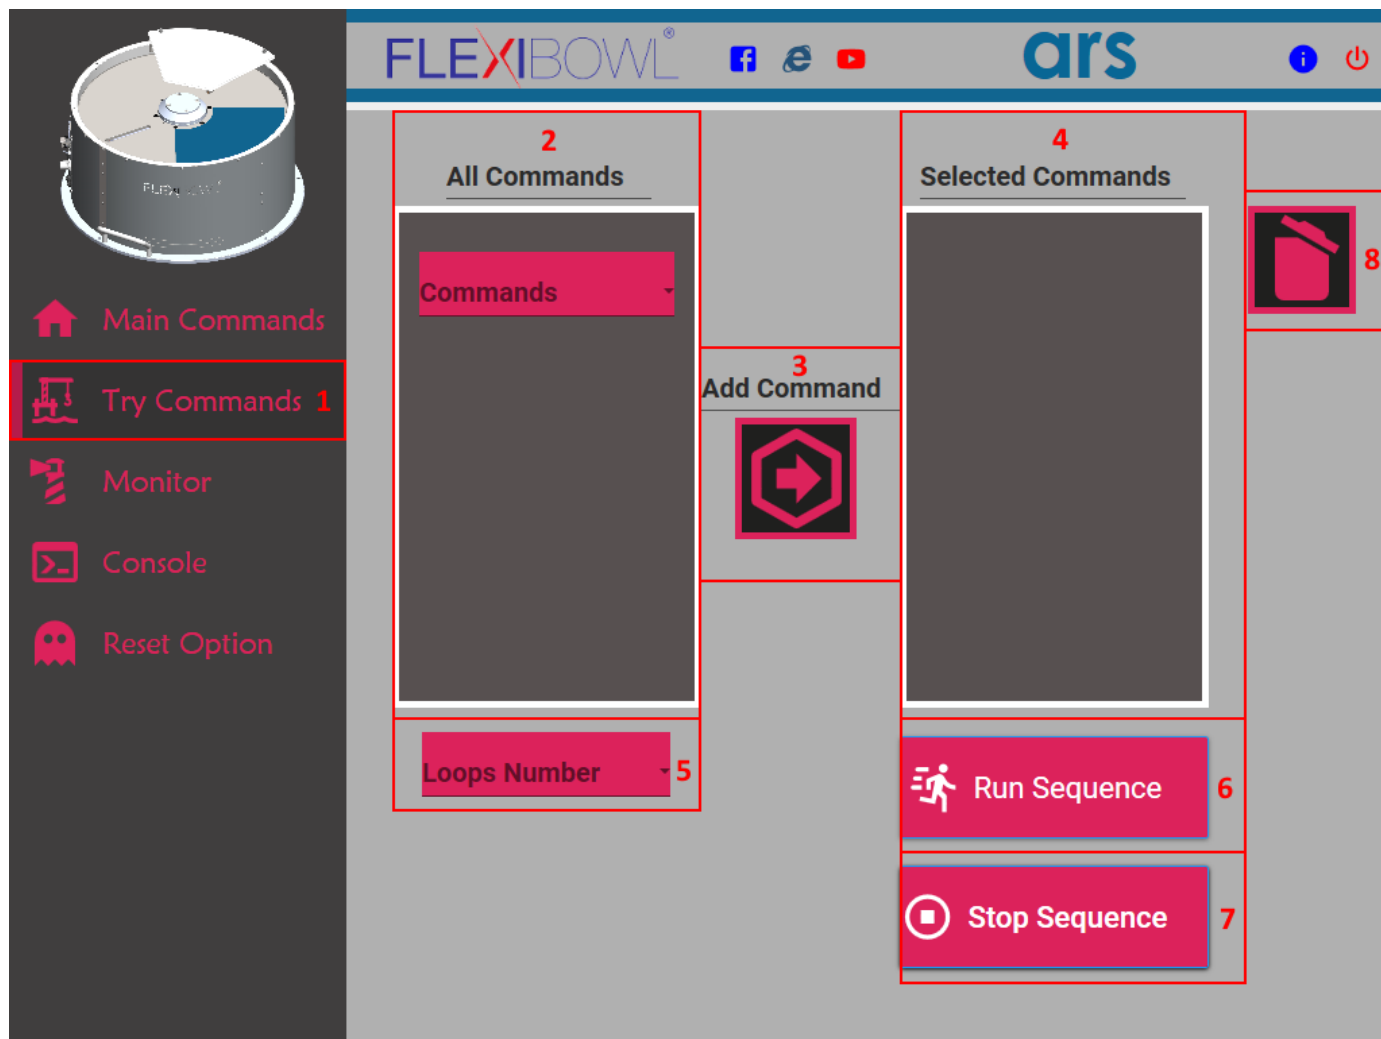 FLEXIBOWL®
ars
2
All Commands
4
Selected Commands
Commands
8
Main Commands
3
Add Command
Try Commands 1
Monitor
Console
Reset Option
Loops Number 5
Run Sequence 6
Stop Sequence 7